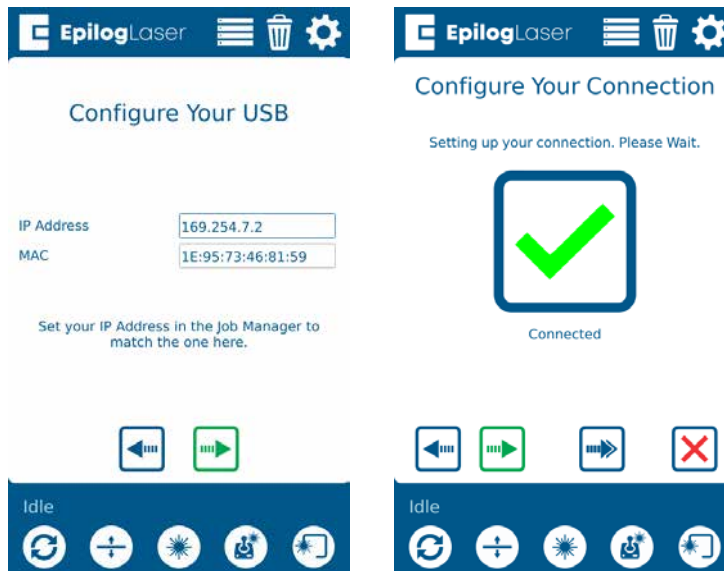 EpilogLaser
Configure Your USB
IP Address 169.254.7.2
MAC 1E:95:73:46:81:59
Set your IP Address in the Job Manager to
match the one here.
Idle
EpilogLaser
Configure Your Connection
Setting up your connection. Please Wait.
Connected
Idle